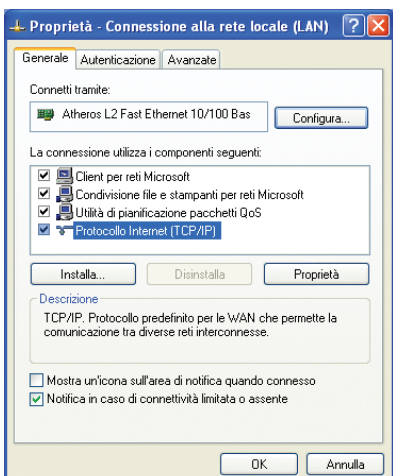 Proprietà - Connessione alla rete locale (LAN)
Generale Autenticazione Avanzate
Connetti tramite:
Atheros L2 Fast Ethernet 10/100 Bas
Configura...
La connessione utilizza i componenti seguenti:
Client per reti Microsoft
Condivisione file e stampanti per reti Microsoft
Utilità di pianificazione pacchetti QoS
Protocollo Internet (TCP/IP)
Installa... Disinstalla Proprietà
Descrizione
TCP/IP. Protocollo predefinito per le WAN che permette la
comunicazione tra diverse reti interconnesse.
Mostra un'icona sull'area di notifica quando connesso
Notifica in caso di connettività limitata o assente
OK Annulla